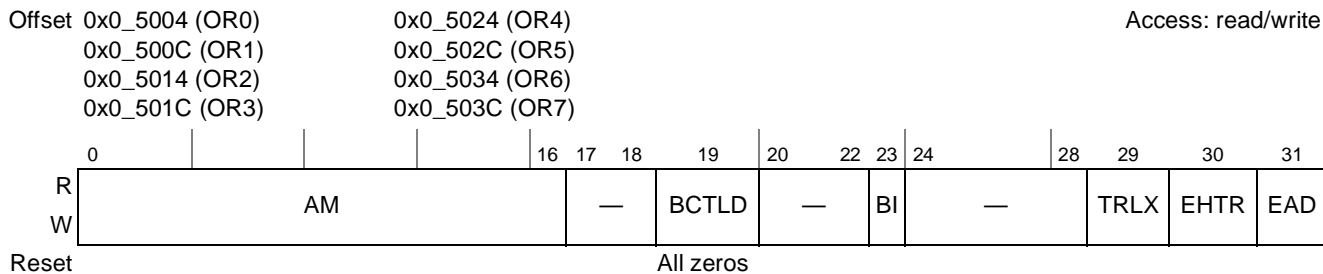 Offset 0x0_5004 (OR0) 0x0_5024 (OR4) Access: read/write
0x0_500C (OR1) 0x0_502C (OR5)
0x0_5014 (OR2) 0x0_5034 (OR6)
0x0_501C (OR3) 0x0_503C (OR7)
0 16 17 18 19 20 22 23 24 28 29 30 31
R
W
AM — BCTLD — BI — TRLX EHTR EAD
Reset All zeros